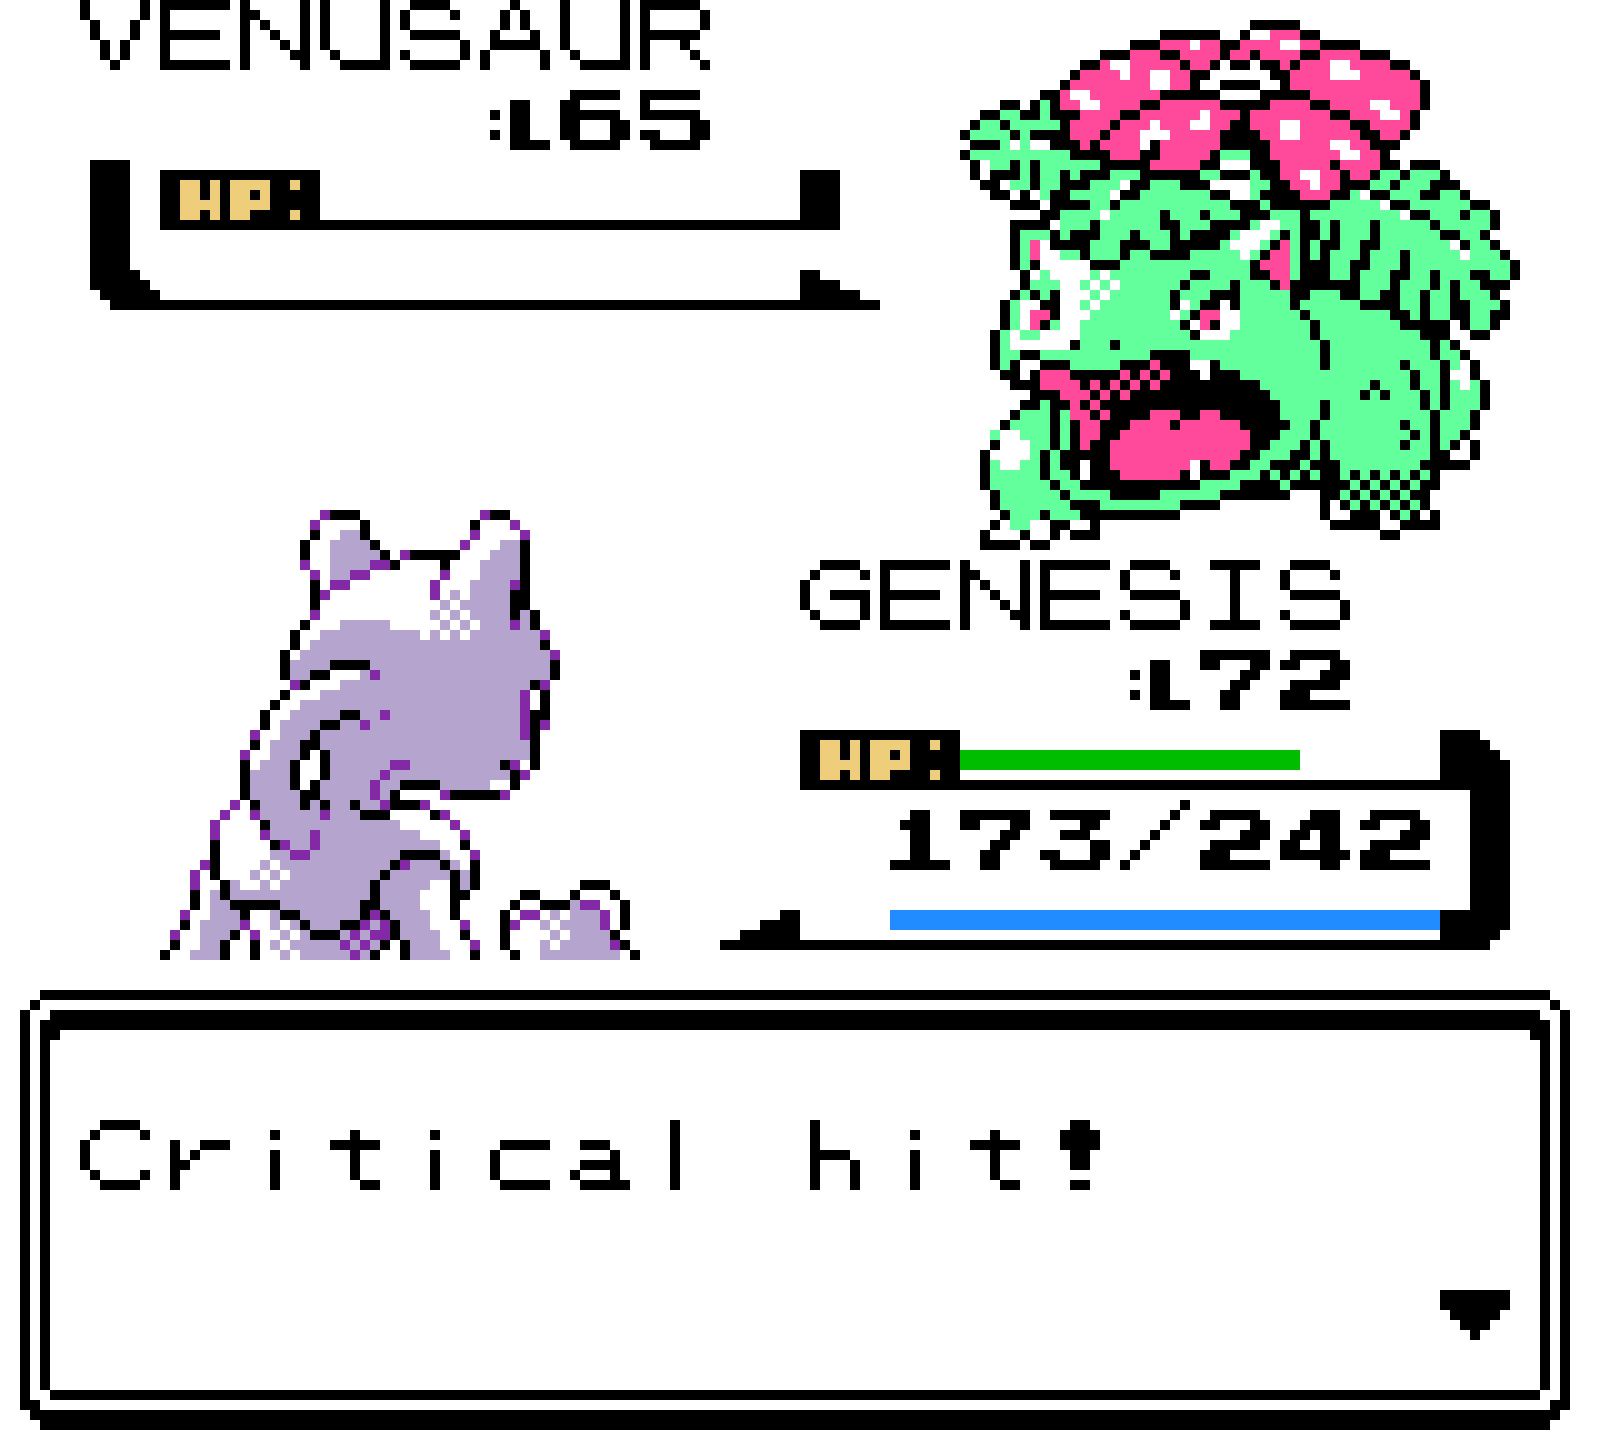 VENUSAUR
:L65
HP:
GENESIS
:L72
HP:
173/242
Critical hit!